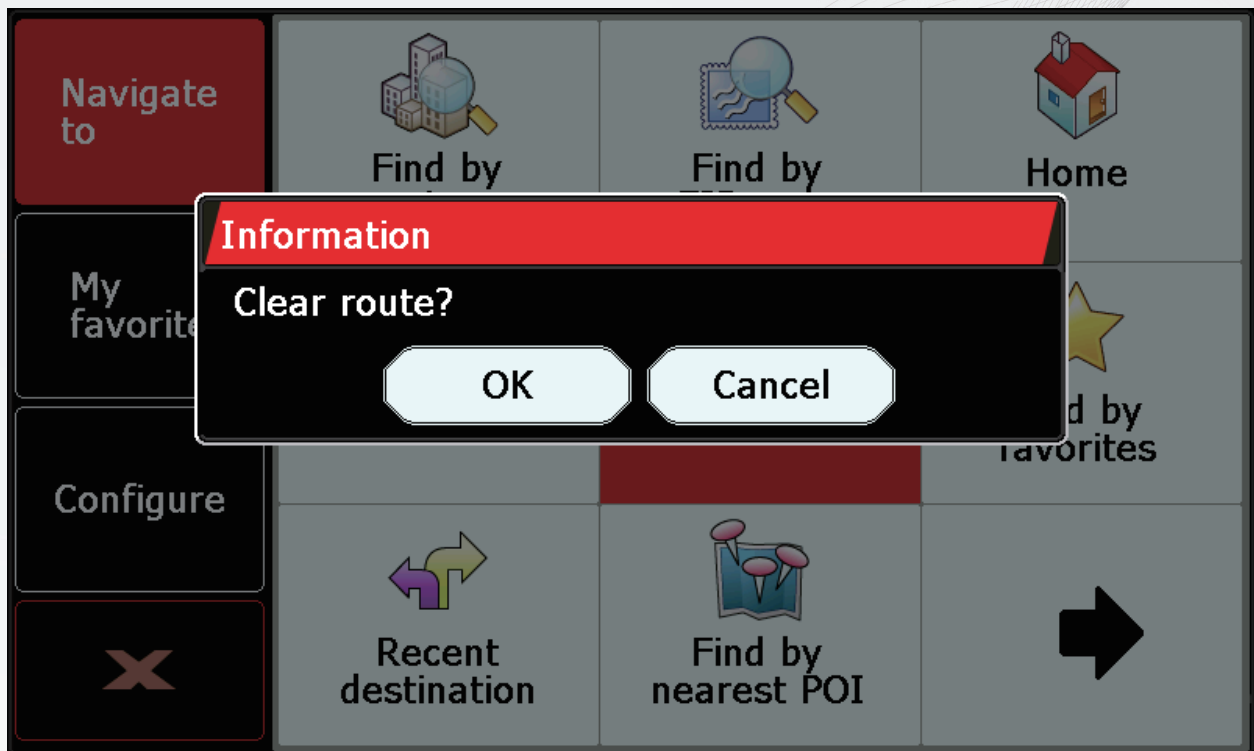 Navigate
to
Find by
Find by
Home
Information
My
Clear route?
OK
Cancel
by
favorites
Configure
Recent
destination
Find by
nearest POI